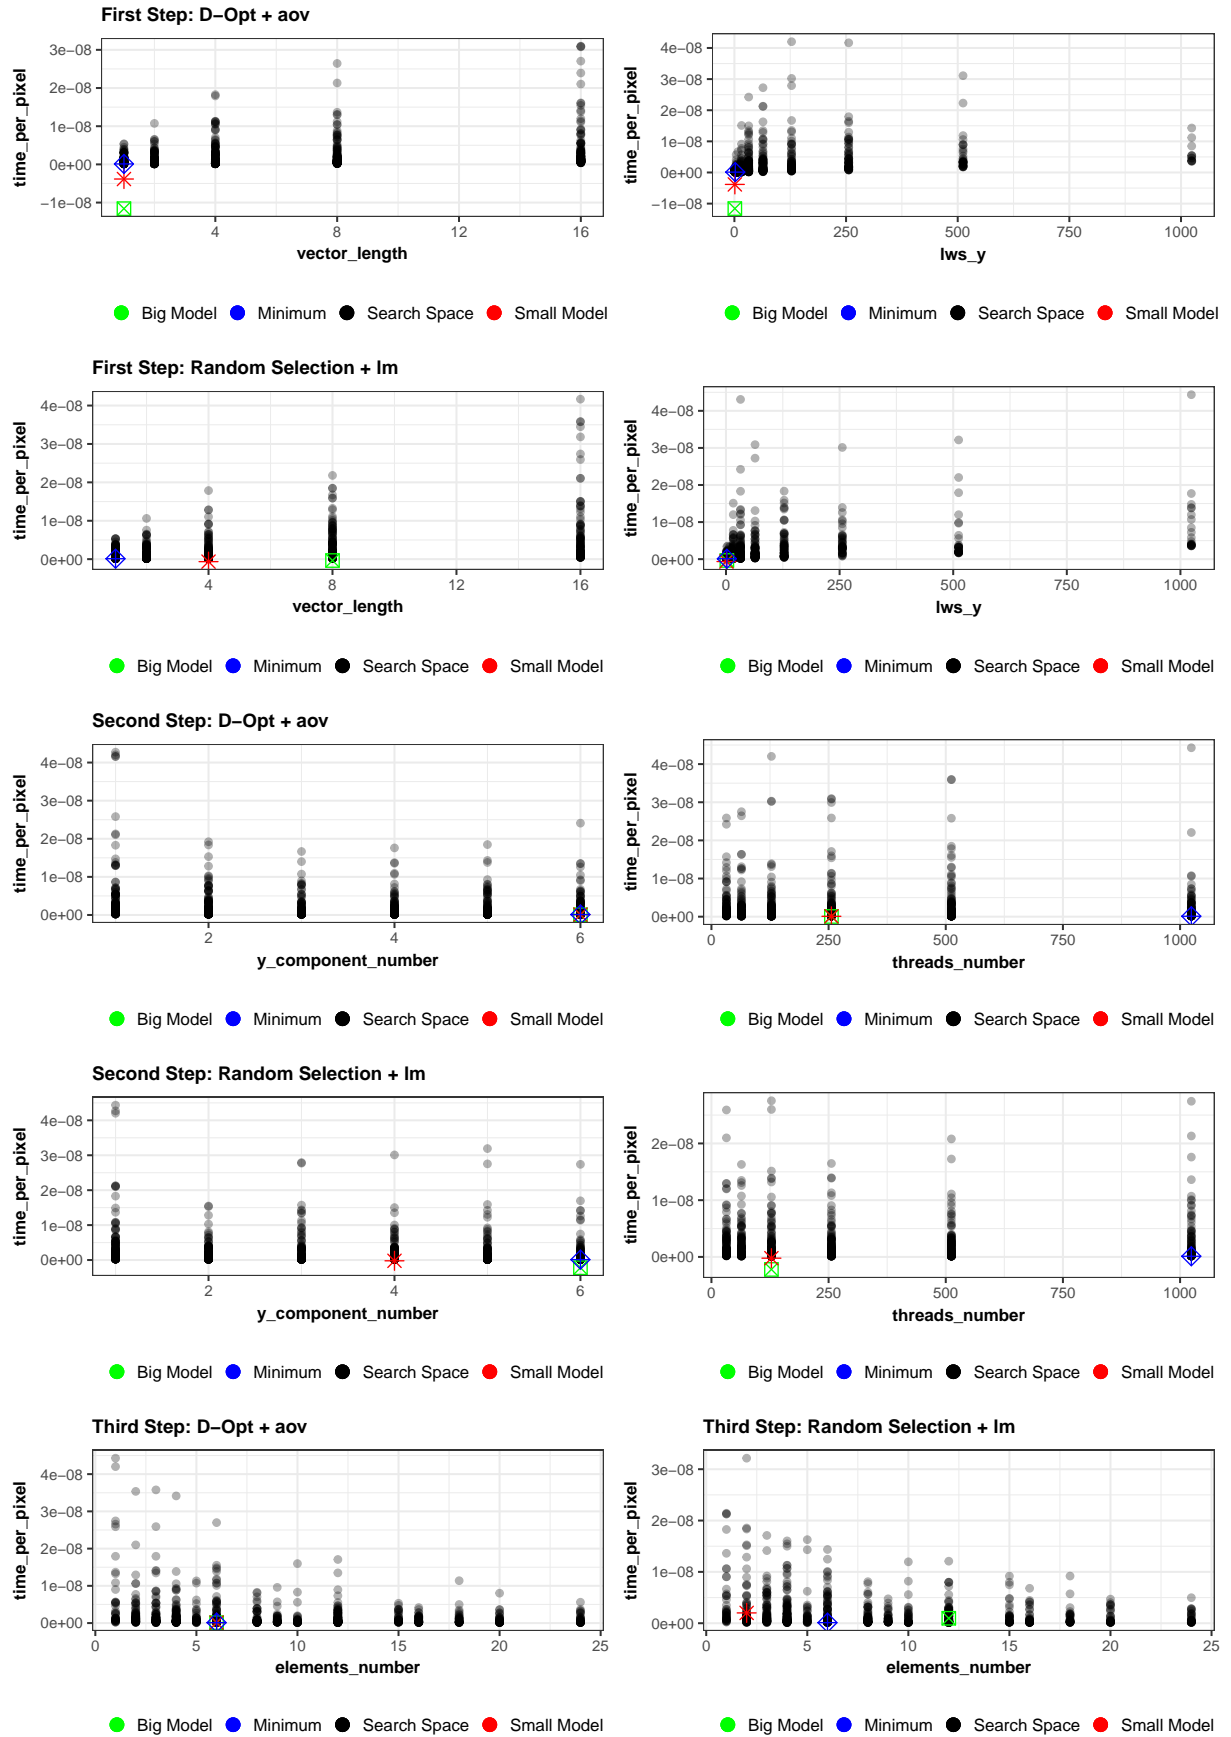 First Step: D−Opt + aov
time_per_pixel
3e−08
2e−08
1e−08
0e+00
−1e−08
4 8 12 16
vector_length
Big Model Minimum Search Space Small Model
time_per_pixel
4e−08
3e−08
2e−08
1e−08
0e+00
−1e−08
0 250 500 750 1000
lws_y
Big Model Minimum Search Space Small Model
First Step: Random Selection + lm
time_per_pixel
4e−08
3e−08
2e−08
1e−08
0e+00
4 8 12 16
vector_length
Big Model Minimum Search Space Small Model
time_per_pixel
4e−08
3e−08
2e−08
1e−08
0e+00
0 250 500 750 1000
lws_y
Big Model Minimum Search Space Small Model
Second Step: D−Opt + aov
time_per_pixel
4e−08
3e−08
2e−08
1e−08
0e+00
2 4 6
y_component_number
Big Model Minimum Search Space Small Model
time_per_pixel
4e−08
3e−08
2e−08
1e−08
0e+00
0 250 500 750 1000
threads_number
Big Model Minimum Search Space Small Model
Second Step: Random Selection + lm
time_per_pixel
4e−08
3e−08
2e−08
1e−08
0e+00
2 4 6
y_component_number
Big Model Minimum Search Space Small Model
time_per_pixel
2e−08
1e−08
0e+00
0 250 500 750 1000
threads_number
Big Model Minimum Search Space Small Model
Third Step: D−Opt + aov
time_per_pixel
4e−08
3e−08
2e−08
1e−08
0e+00
0 5 10 15 20 25
elements_number
Big Model Minimum Search Space Small Model
Third Step: Random Selection + lm
time_per_pixel
3e−08
2e−08
1e−08
0e+00
0 5 10 15 20 25
elements_number
Big Model Minimum Search Space Small Model